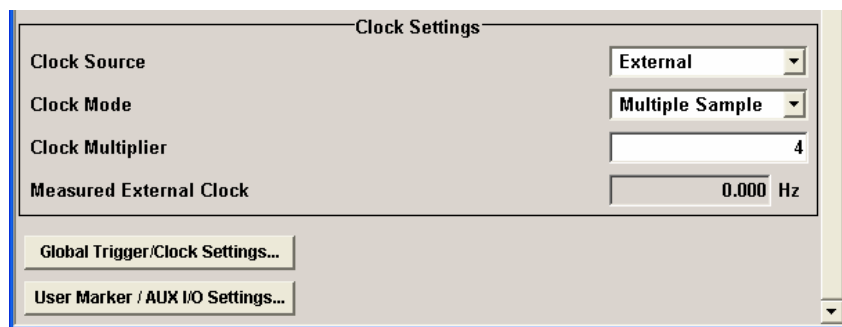 Clock Settings
Clock Source External
Clock Mode Multiple Sample
Clock Multiplier 4
Measured External Clock 0.000 Hz
Global Trigger/Clock Settings...
User Marker / AUX I/O Settings...